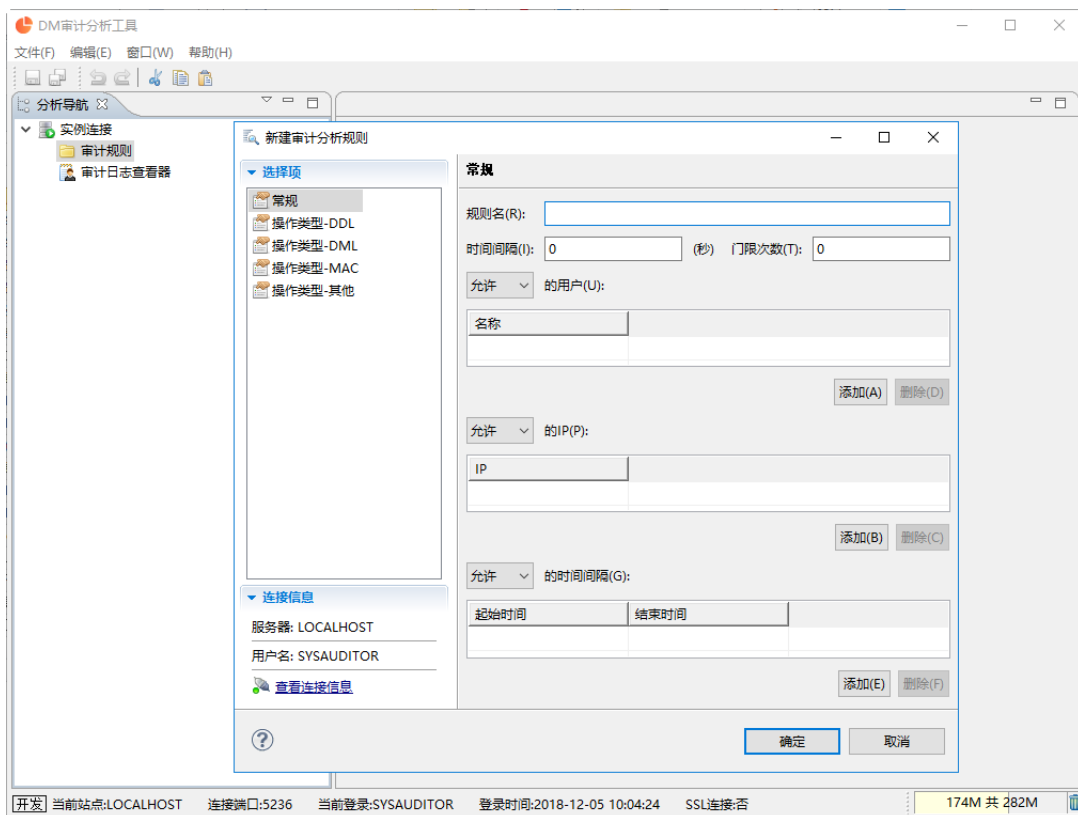 DM审计分析工具
文件(F) 编辑(E) 窗口(W) 帮助(H)
分析导航
实例连接
审计规则
审计日志查看器
新建审计分析规则
选择项
常规
操作类型-DDL
操作类型-DML
操作类型-MAC
操作类型-其他
连接信息
服务器: LOCALHOST
用户名: SYSAUDITOR
查看连接信息
常规
规则名(R):
时间间隔(I): 0 (秒) 门限次数(T): 0
允许 的用户(U):
名称
添加(A) 删除(D)
允许 的IP(P):
IP
添加(B) 删除(C)
允许 的时间间隔(G):
起始时间 结束时间
添加(E) 删除(F)
确定 取消
开发 当前站点:LOCALHOST 连接端口:5236 当前登录:SYSAUDITOR 登录时间:2018-12-05 10:04:24 SSL连接:否 174M 共 282M